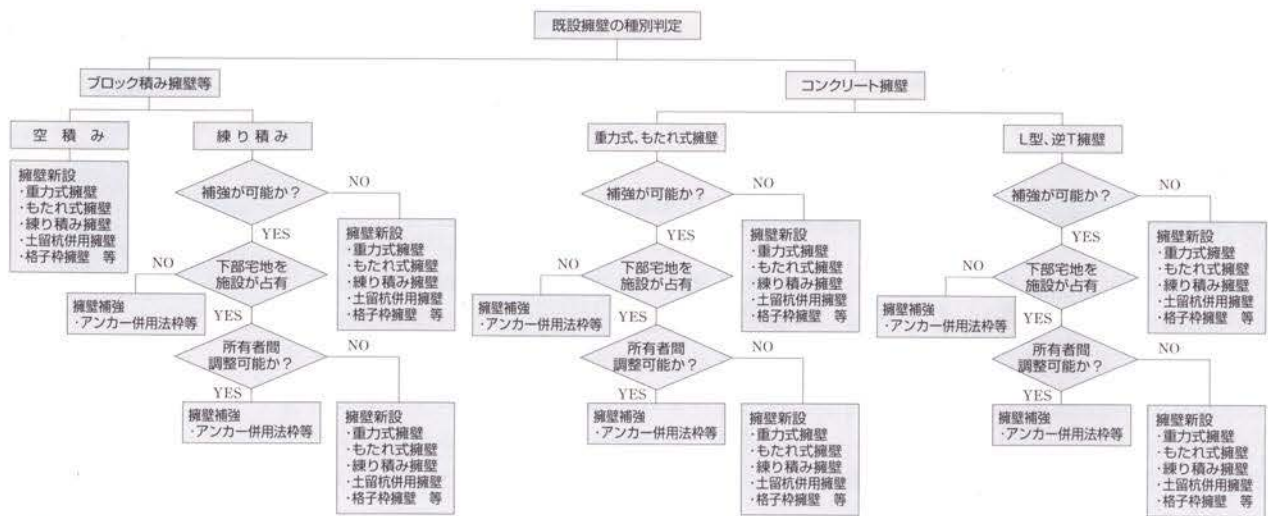 既設擁壁の種別判定
ブロック積み擁壁等
コンクリート擁壁
空積み
練り積み
重力式、もたれ式擁壁
L型、逆T擁壁
擁壁新設
・重力式擁壁
・もたれ式擁壁
・練り積み擁壁
・土留杭併用擁壁
・格子枠擁壁 等
補強が可能か?
NO
YES
擁壁新設
・重力式擁壁
・もたれ式擁壁
・練り積み擁壁
・土留杭併用擁壁
・格子枠擁壁 等
下部宅地を
施設が占有
NO
擁壁補強
・アンカー併用法枠等
YES
所有者間
調整可能か?
NO
YES
擁壁補強
・アンカー併用法枠等
擁壁新設
・重力式擁壁
・もたれ式擁壁
・練り積み擁壁
・土留杭併用擁壁
・格子枠擁壁 等
補強が可能か?
NO
YES
擁壁新設
・重力式擁壁
・もたれ式擁壁
・練り積み擁壁
・土留杭併用擁壁
・格子枠擁壁 等
下部宅地を
施設が占有
NO
擁壁補強
・アンカー併用法枠等
YES
所有者間
調整可能か?
NO
YES
擁壁補強
・アンカー併用法枠等
擁壁新設
・重力式擁壁
・もたれ式擁壁
・練り積み擁壁
・土留杭併用擁壁
・格子枠擁壁 等
補強が可能か?
NO
YES
擁壁新設
・重力式擁壁
・もたれ式擁壁
・練り積み擁壁
・土留杭併用擁壁
・格子枠擁壁 等
下部宅地を
施設が占有
NO
擁壁補強
・アンカー併用法枠等
YES
所有者間
調整可能か?
NO
YES
擁壁補強
・アンカー併用法枠等
擁壁新設
・重力式擁壁
・もたれ式擁壁
・練り積み擁壁
・土留杭併用擁壁
・格子枠擁壁 等